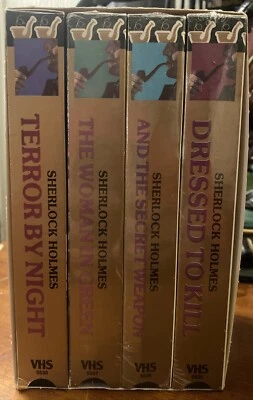 SHERLOCK HOLMES
TERROR BY NIGHT
VHS
SHERLOCK HOLMES
THE WOMAN IN GREEN
VHS
SHERLOCK HOLMES
AND THE SECRET WEAPON
VHS
SHERLOCK HOLMES
DRESSED TO KILL
VHS